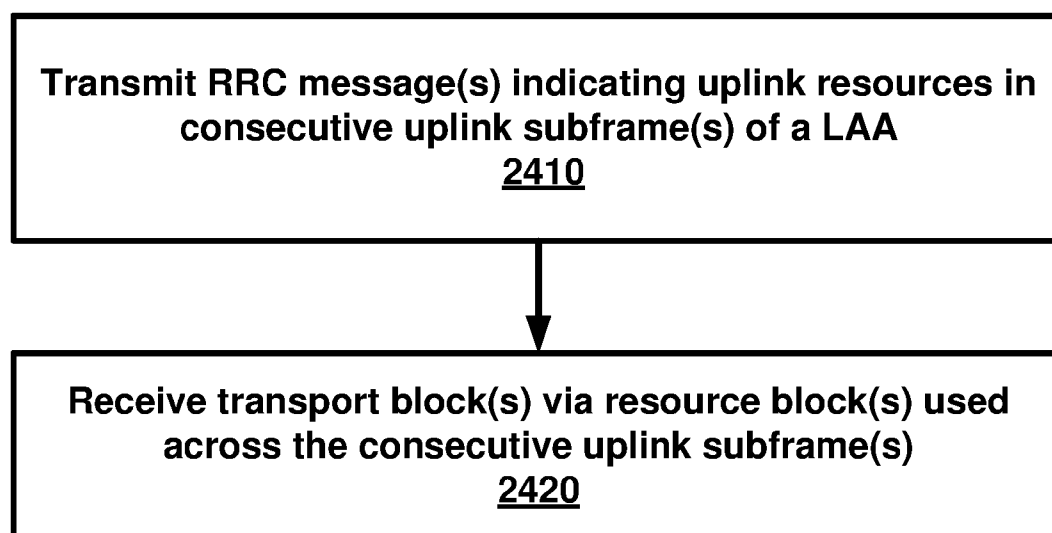 Transmit RRC message(s) indicating uplink resources in
consecutive uplink subframe(s) of a LAA
2410
Receive transport block(s) via resource block(s) used
across the consecutive uplink subframe(s)
2420